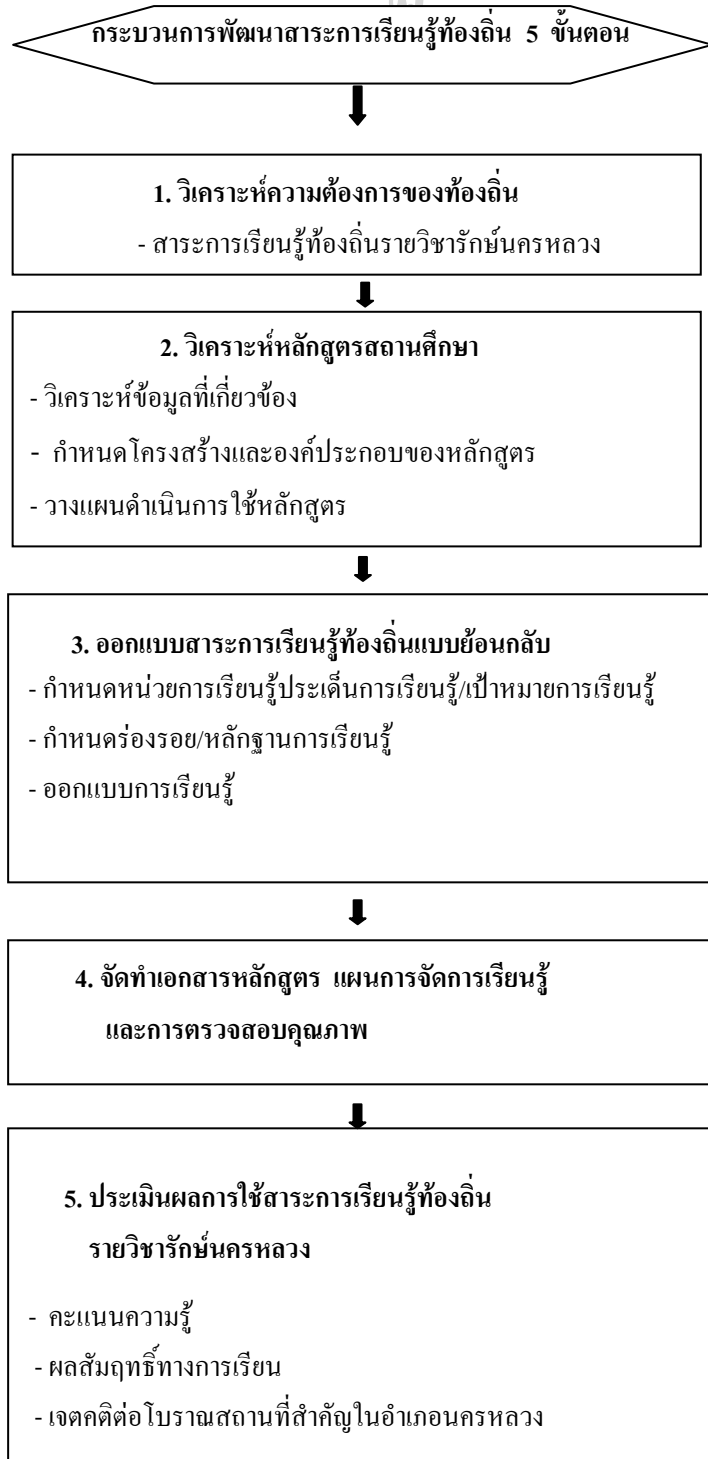 กระบวนการพัฒนาสาระการเรียนรู้ท้องถิ่น 5 ขั้นตอน
1. วิเคราะห์ความต้องการของท้องถิ่น
- สาระการเรียนรู้ท้องถิ่นรายวิชารักษ์นครหลวง
2. วิเคราะห์หลักสูตรสถานศึกษา
- วิเคราะห์ข้อมูลที่เกี่ยวข้อง
- กำหนดโครงสร้างและองค์ประกอบของหลักสูตร
- วางแผนดำเนินการใช้หลักสูตร
3. ออกแบบสาระการเรียนรู้ท้องถิ่นแบบย้อนกลับ
- กำหนดหน่วยการเรียนรู้ประเด็นการเรียนรู้/เป้าหมายการเรียนรู้
- กำหนดร่องรอย/หลักฐานการเรียนรู้
- ออกแบบการเรียนรู้
4. จัดทำเอกสารหลักสูตร แผนการจัดการเรียนรู้
และการตรวจสอบคุณภาพ
5. ประเมินผลการใช้สาระการเรียนรู้ท้องถิ่น
รายวิชารักษ์นครหลวง
- คะแนนความรู้
- ผลสัมฤทธิ์ทางการเรียน
- เจตคติต่อโบราณสถานที่สำคัญในอำเภอนครหลวง